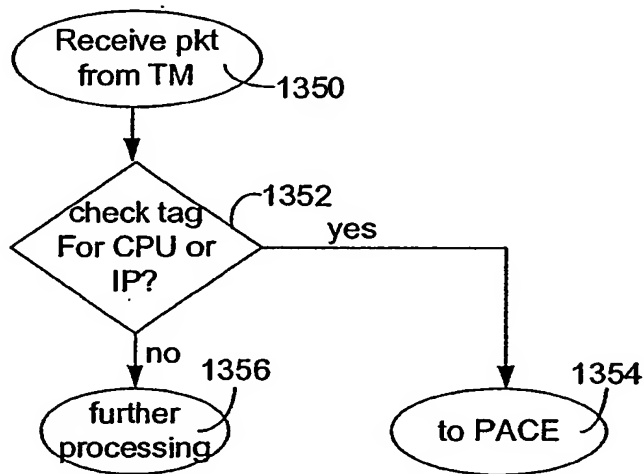 Receive pkt
from TM
1350
1352
check tag
For CPU or
IP?
yes
no
1356
1354
further
processing
to PACE